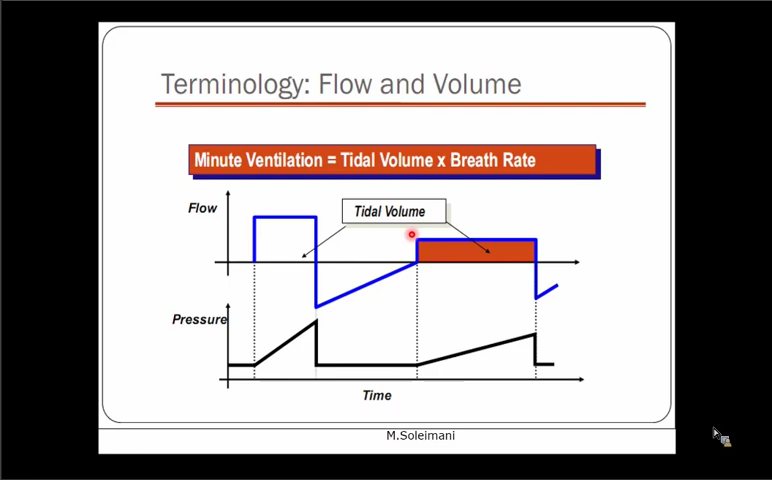 Terminology: Flow and Volume
Minute Ventilation = Tidal Volume x Breath Rate
Flow
Tidal Volume
Pressure
Time
M.Soleimani